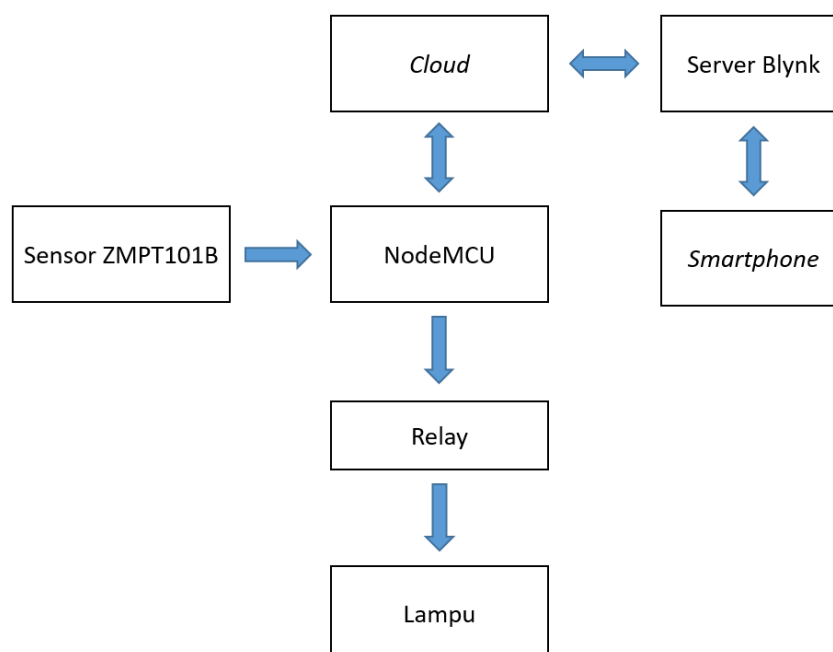 Cloud
Server Blynk
Sensor ZMPT101B
NodeMCU
Smartphone
Relay
Lampu